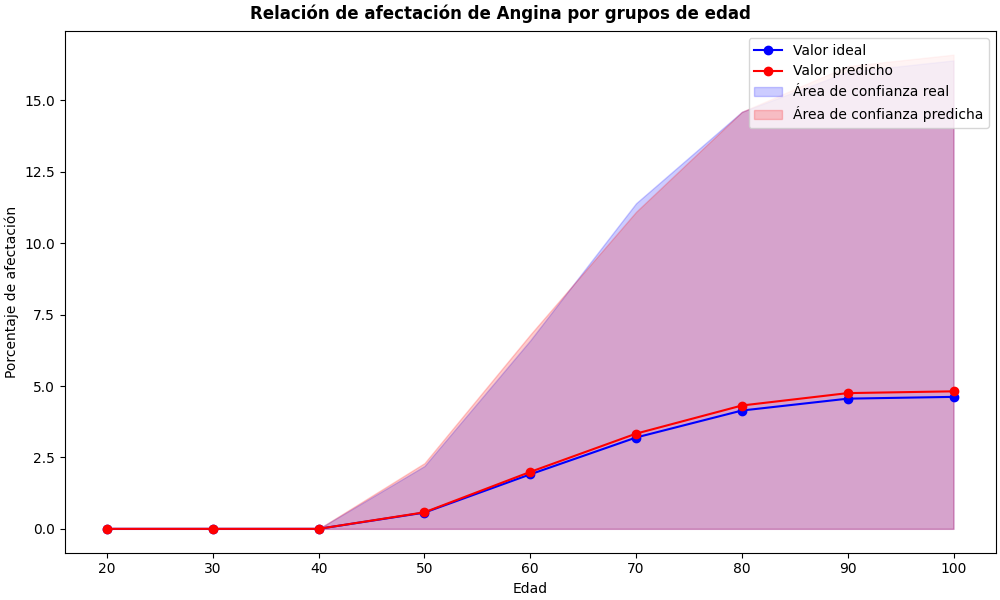 Relación de afectación de Angina por grupos de edad
Valor ideal
Valor predicho
Área de confianza real
Área de confianza predicha
Porcentaje de afectación
15.0
12.5
10.0
7.5
5.0
2.5
0.0
20 30 40 50 60 70 80 90 100
Edad